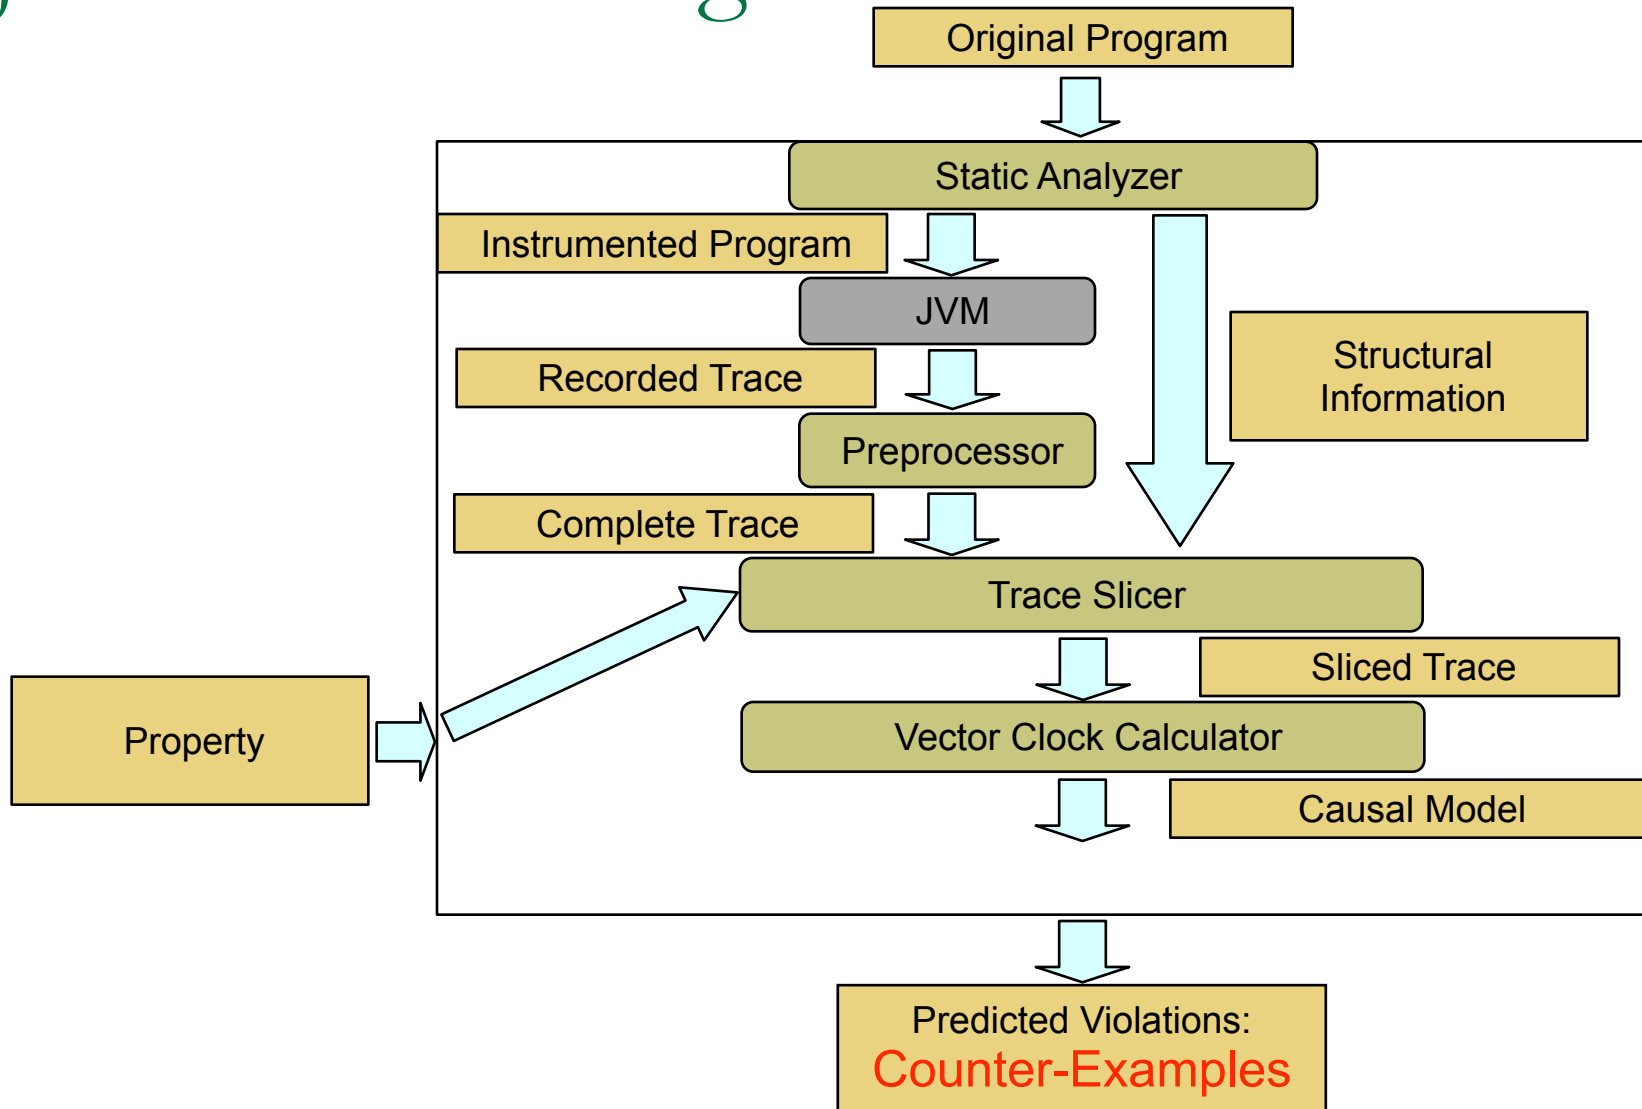 Original Program
Static Analyzer
Instrumented Program
JVM
Recorded Trace
Structural
Information
Preprocessor
Complete Trace
Trace Slicer
Sliced Trace
Property
Vector Clock Calculator
Causal Model
Predicted Violations:
Counter-Examples